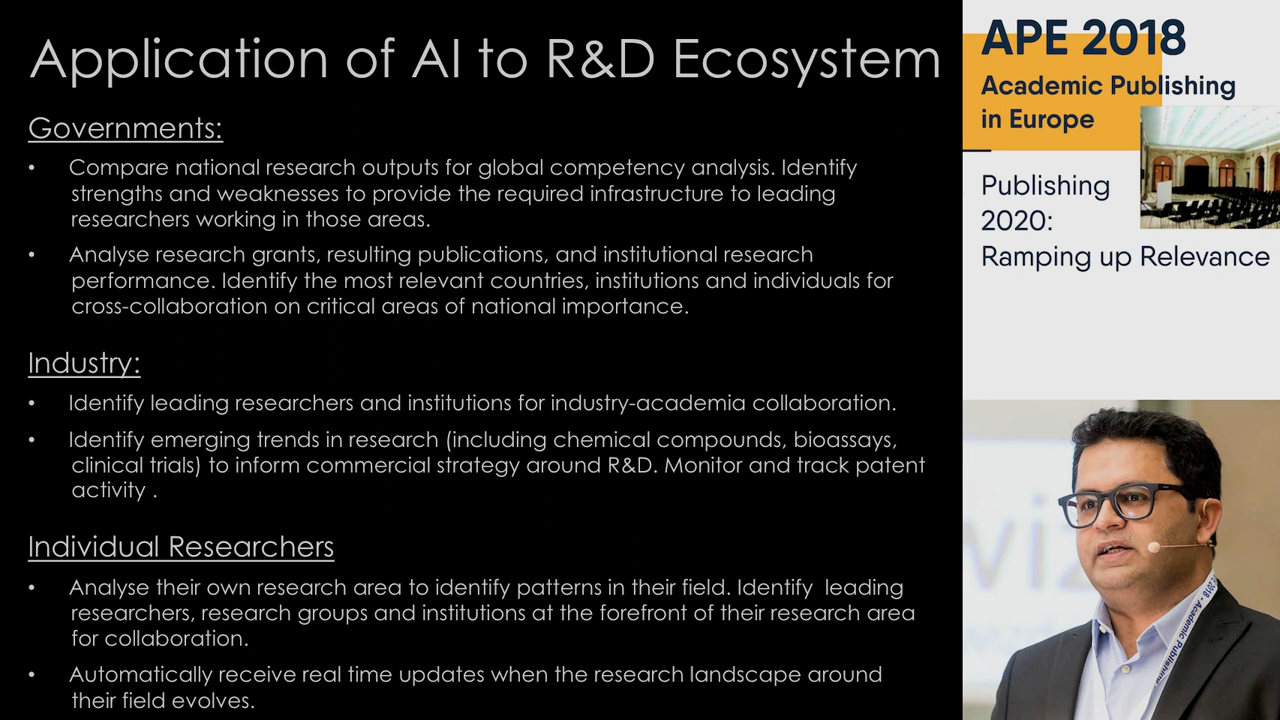 Application of AI to R&D Ecosystem
Governments:
• Compare national research outputs for global competency analysis. Identify
strengths and weaknesses to provide the required infrastructure to leading
researchers working in those areas.
• Analyse research grants, resulting publications, and institutional research
performance. Identify the most relevant countries, institutions and individuals for
cross-collaboration on critical areas of national importance.
Industry:
• Identify leading researchers and institutions for industry-academia collaboration.
• Identify emerging trends in research (including chemical compounds, bioassays,
clinical trials) to inform commercial strategy around R&D. Monitor and track patent
activity .
Individual Researchers
• Analyse their own research area to identify patterns in their field. Identify  leading
researchers, research groups and institutions at the forefront of their research area
for collaboration.
• Automatically receive real time updates when the research landscape around
their field evolves.
APE 2018
Academic Publishing
in Europe
Publishing
2020:
Ramping up Relevance
2018 - Academic Publishing